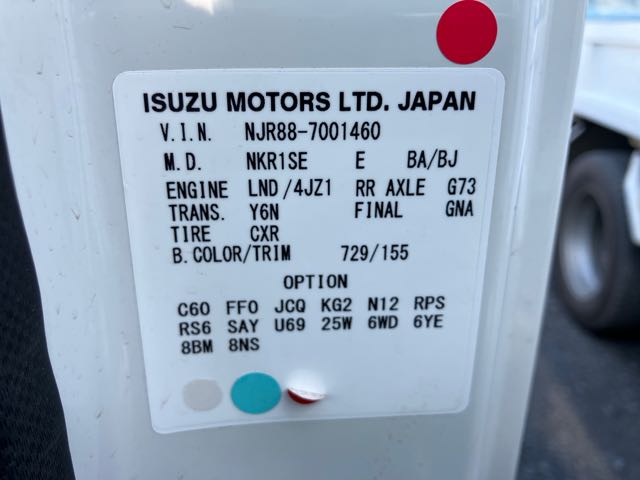 ISUZU MOTORS LTD. JAPAN
V.I.N. NJR88-7001460
M.D. NKR1SE E BA/BJ
ENGINE LND/4JZ1 RR AXLE G73
TRANS. Y6N FINAL GNA
TIRE CXR
B.COLOR/TRIM 729/155
OPTION
C60 FF0 JCQ KG2 N12 RPS
RS6 SAY U69 25W 6WD 6YE
8BM 8NS